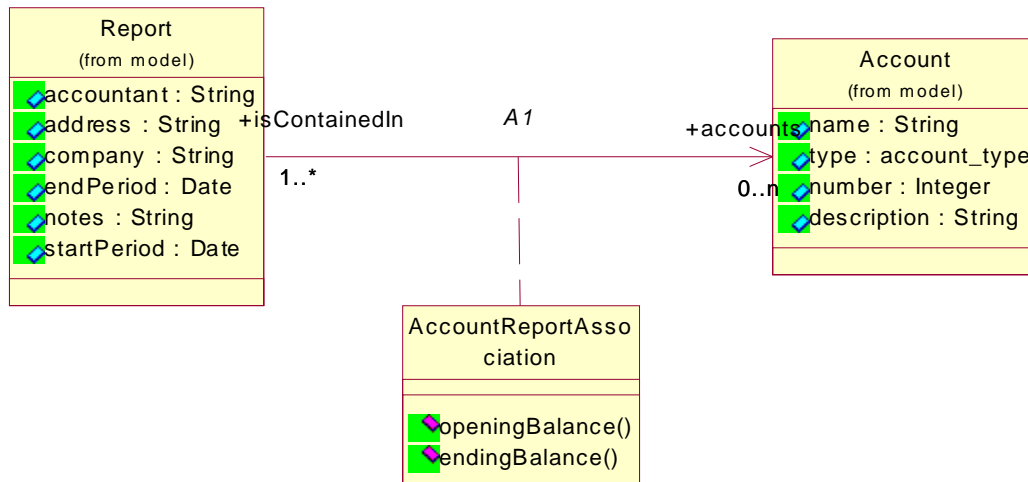 Report
(from model)
accountant : String
address : String
company : String
endPeriod : Date
notes : String
startPeriod : Date
+isContainedIn
1..*
A1
+accounts
0..n
Account
(from model)
name : String
type : account_type
number : Integer
description : String
AccountReportAsso
ciation
openingBalance()
endingBalance()